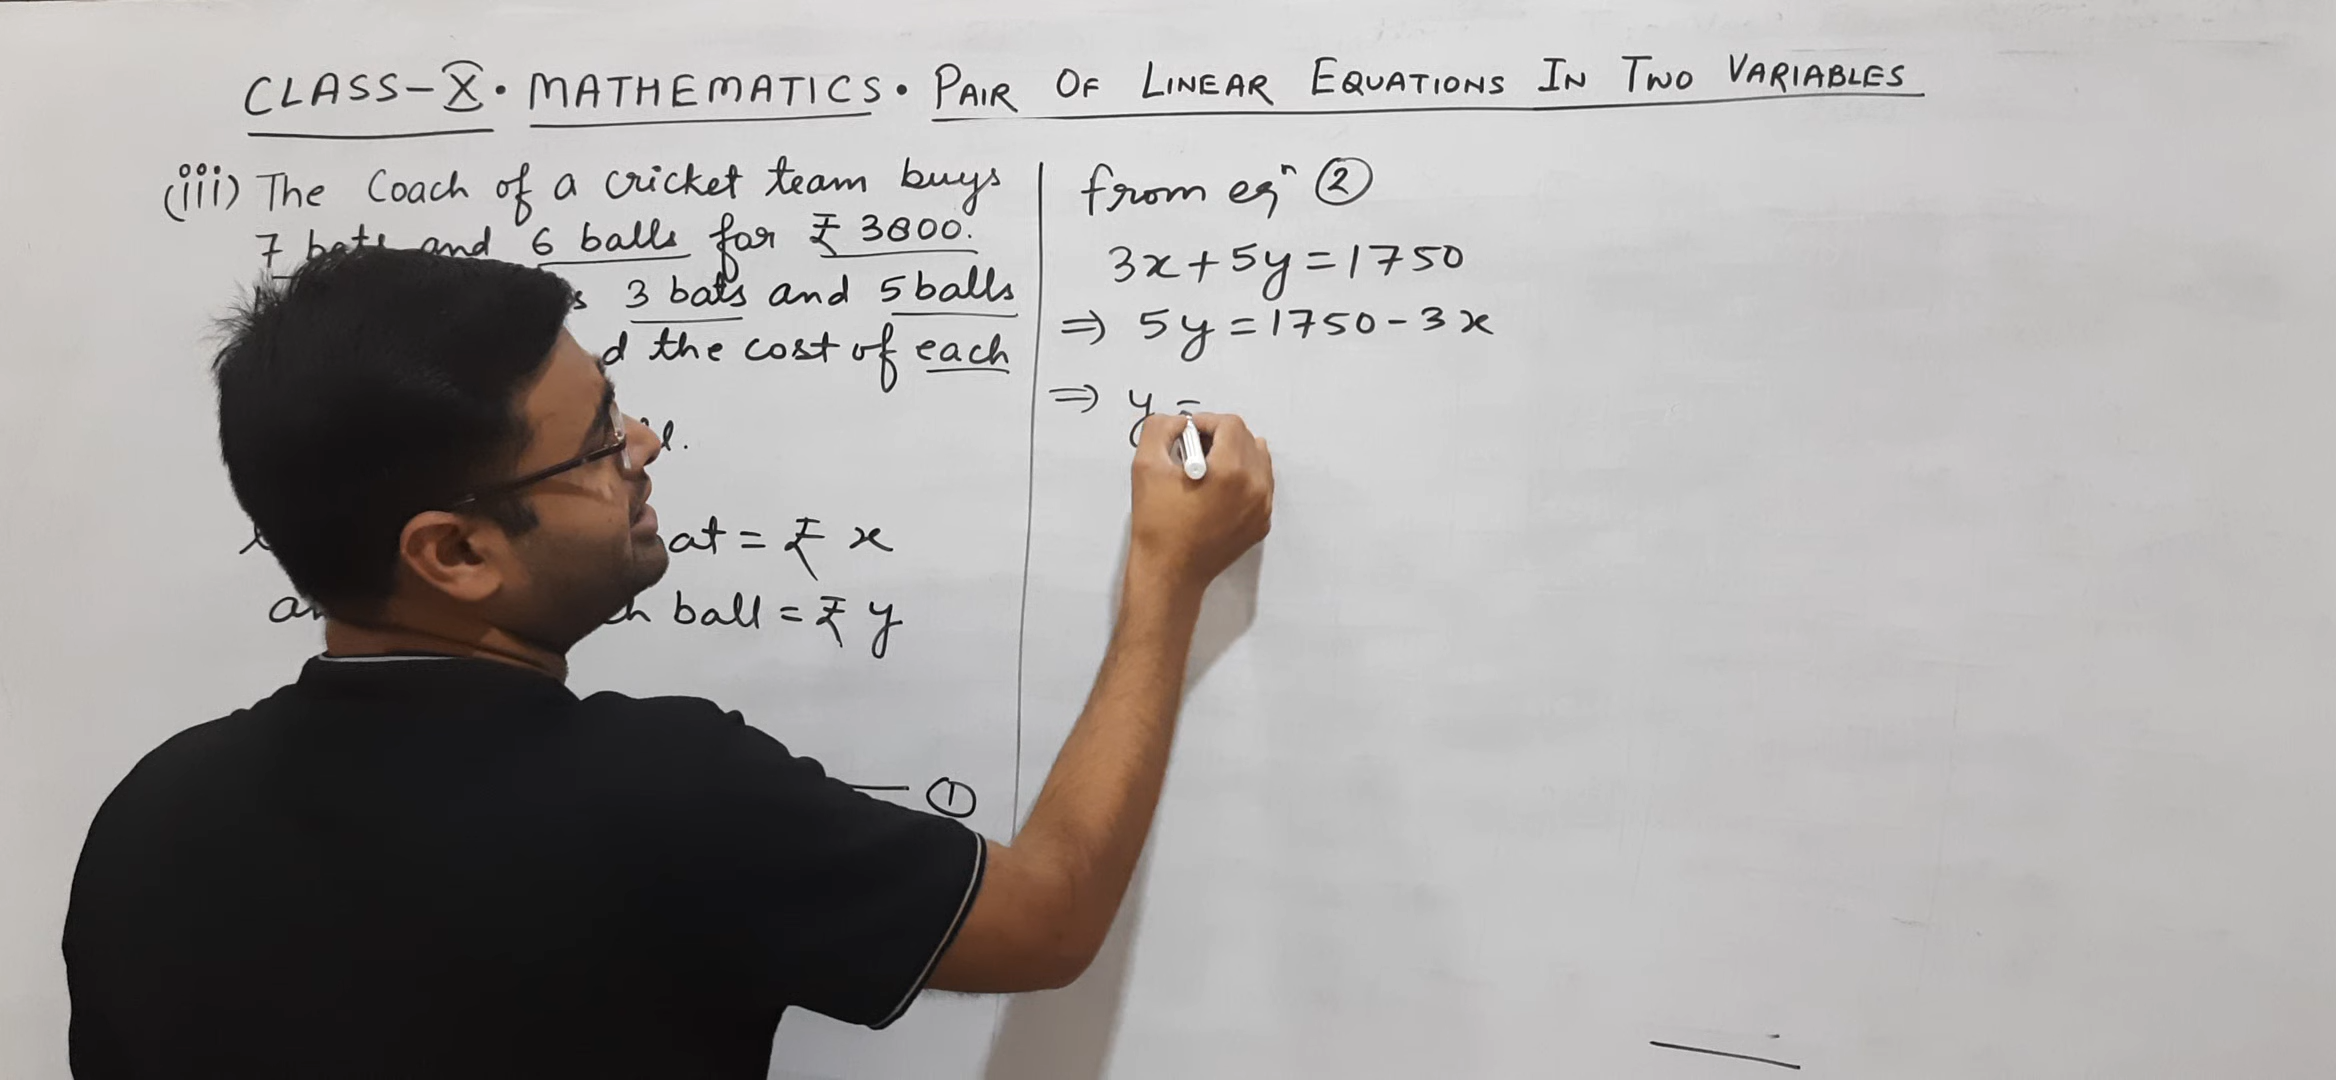 CLASS-X • MATHEMATICS • PAIR OF LINEAR EQUATIONS IN TWO VARIABLES
(iii) The Coach of a cricket team buys
7 bats and 6 balls for ₹ 3800.
s 3 bats and 5 balls
d the cost of each
l.
at = ₹ x
ball = ₹ y
— ①
from eqⁿ ②
3x + 5y = 1750
⇒ 5y = 1750 - 3x
⇒ y =